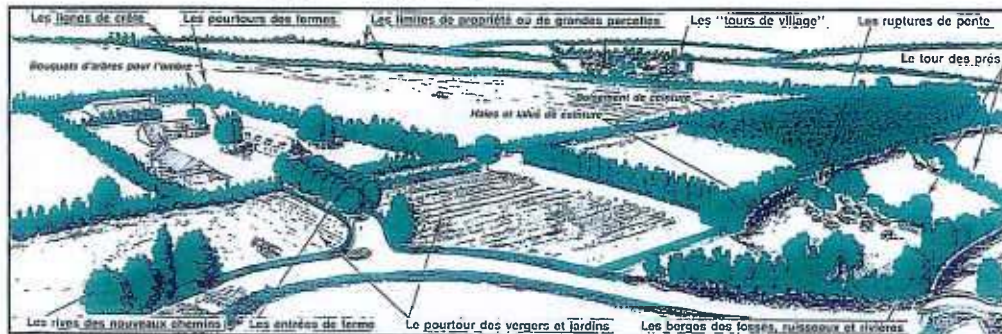 Les lignes de crête
Les pourtours des fermes
Les limites de propriété ou de grandes parcelles
Les "tours de village"
Les ruptures de pente
Le tour des prés
Bouquets d'arbres pour l'ombre
Boisement de ceinture
Haies et talus de ceinture
Les rives des nouveaux chemins
Les entrées de ferme
Le pourtour des vergers et jardins
Les berges des fossés, ruisseaux et rivières